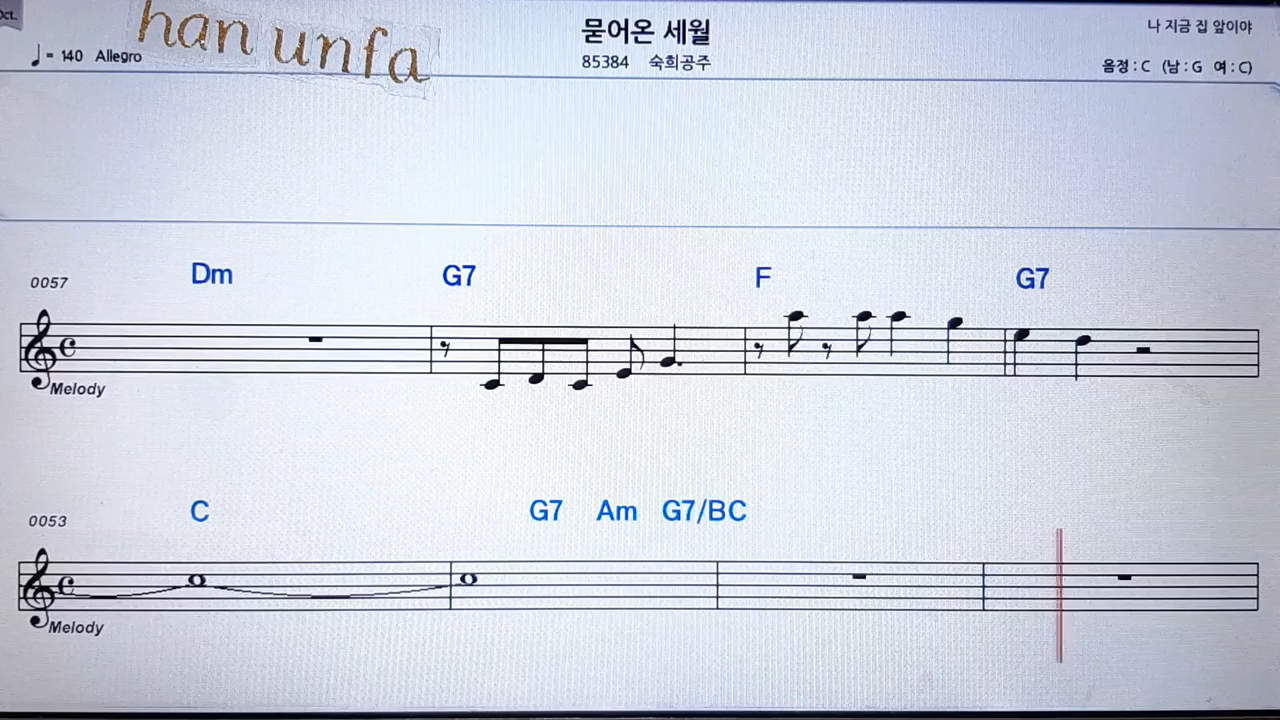 Oct.
han unfa
묻어온 세월
나 지금 집 앞이야
♩= 140 Allegro
85384 숙희공주
음정 : C (남 : G 여 : C)
0057 Dm G7 F G7
Melody
0053 C G7 Am G7/BC
Melody